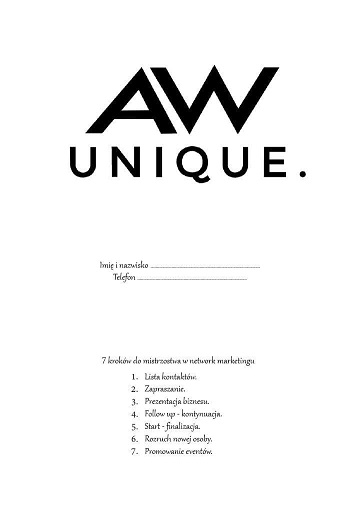 AW
UNIQUE.
Imię i nazwisko ........................................
Telefon ........................................
7 kroków do mistrzostwa w network marketingu
1. Lista kontaktów.
2. Zapraszanie.
3. Prezentacja biznesu.
4. Follow up - kontynuacja.
5. Start - finalizacja.
6. Rozruch nowej osoby.
7. Promowanie eventów.